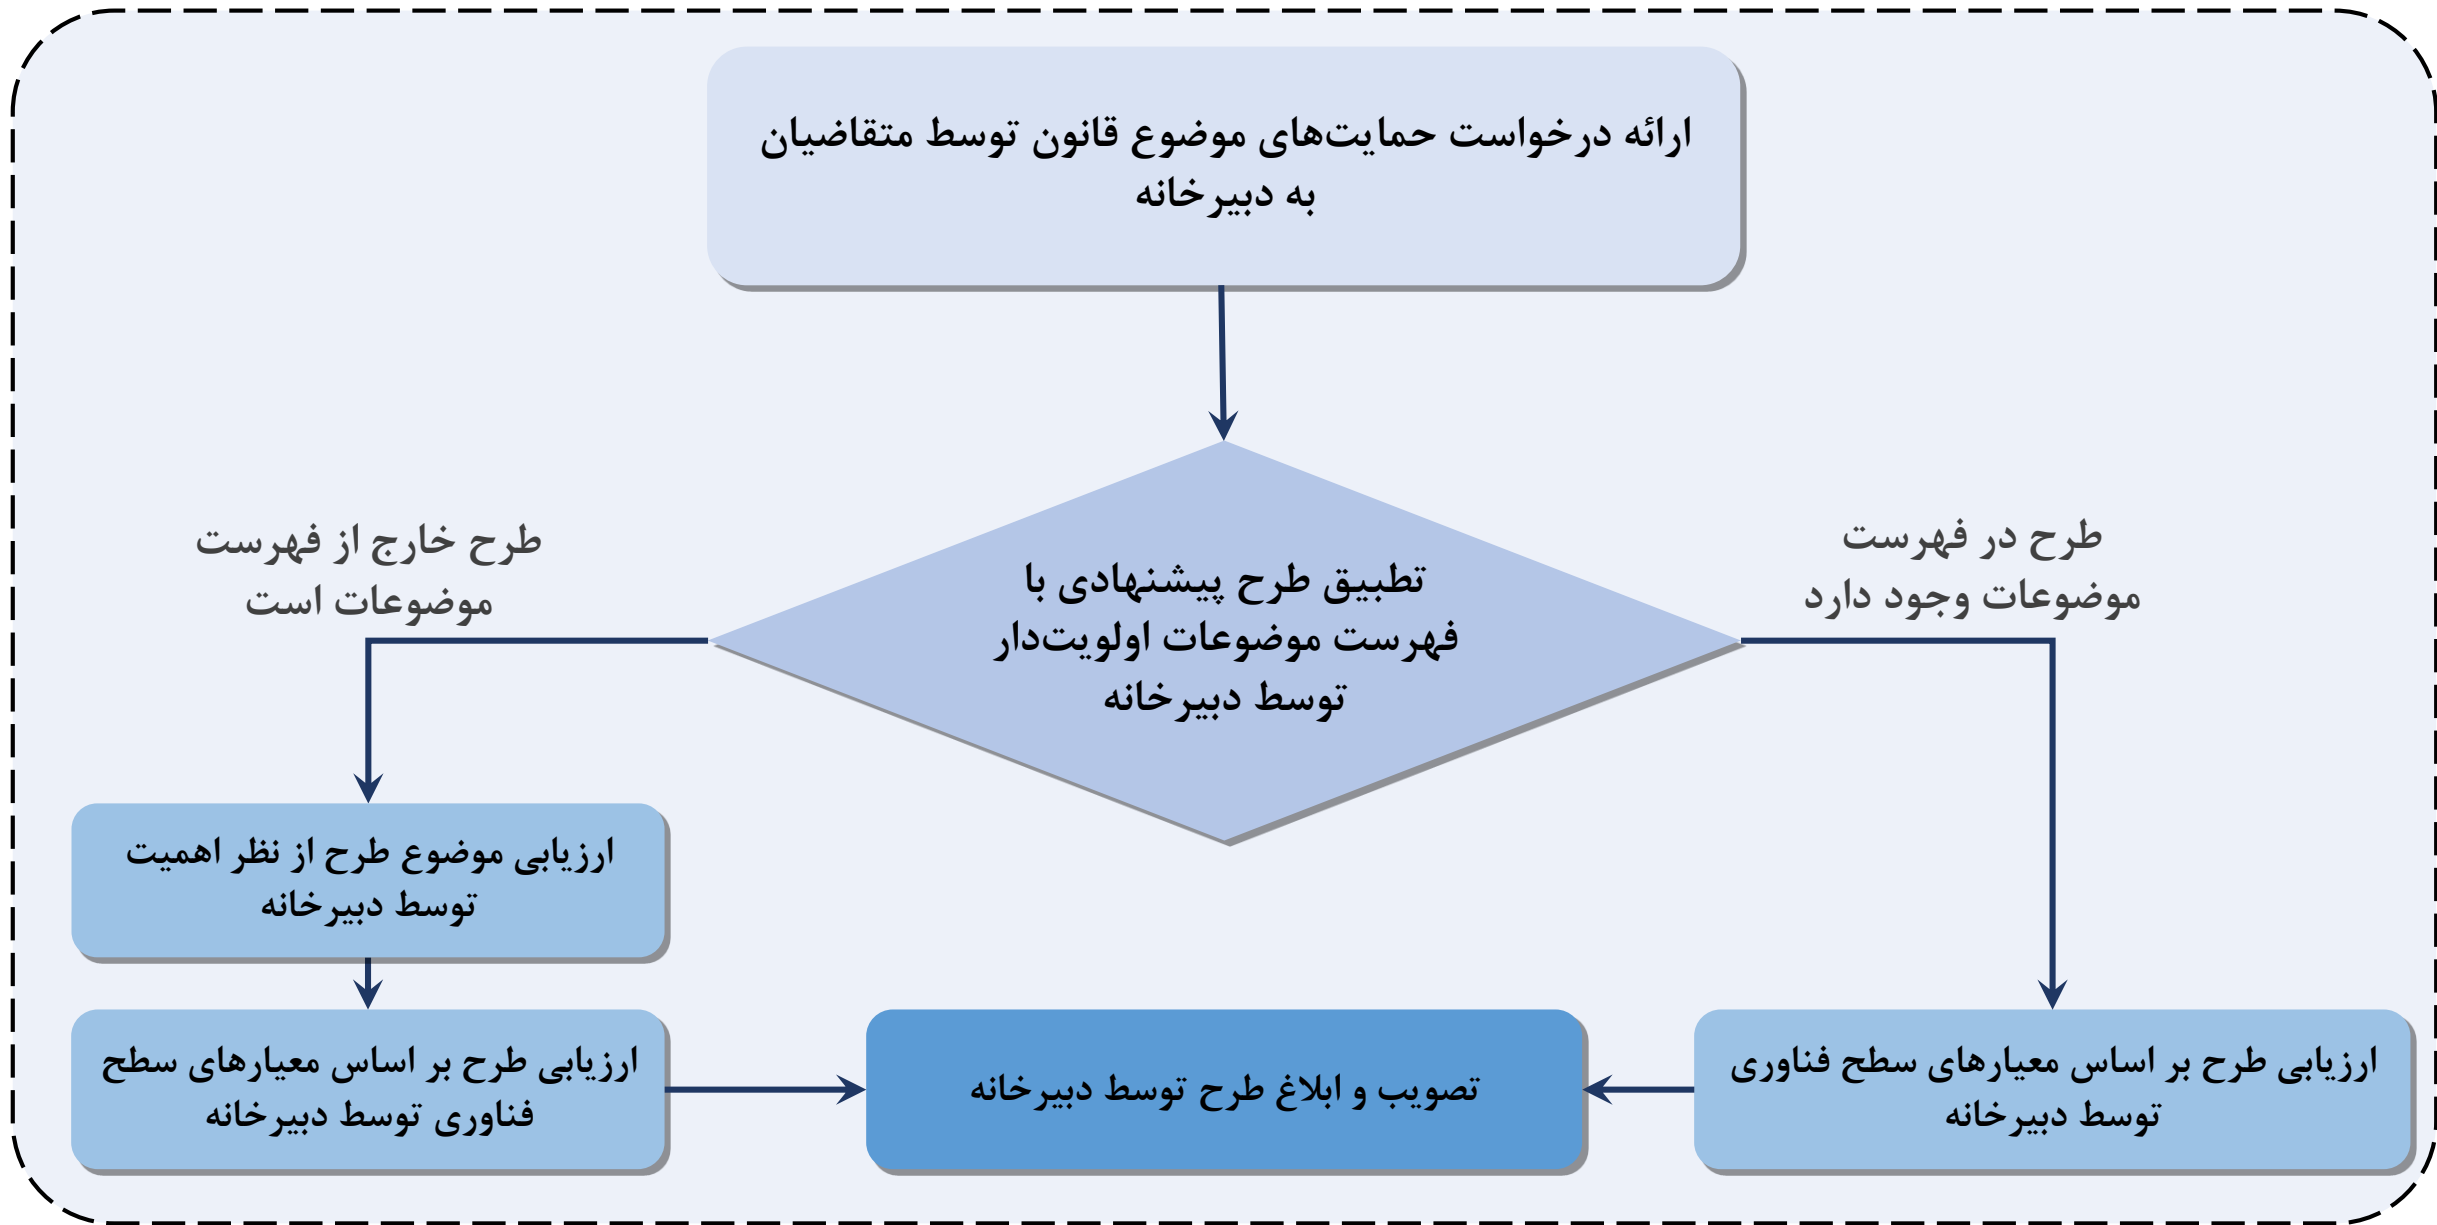 ارائه درخواست حمایت‌های موضوع قانون توسط متقاضیان
به دبیرخانه
طرح در فهرست
موضوعات وجود دارد
تطبیق طرح پیشنهادی با
فهرست موضوعات اولویت‌دار
توسط دبیرخانه
طرح خارج از فهرست
موضوعات است
ارزیابی موضوع طرح از نظر اهمیت
توسط دبیرخانه
ارزیابی طرح بر اساس معیارهای سطح فناوری
توسط دبیرخانه
تصویب و ابلاغ طرح توسط دبیرخانه
ارزیابی طرح بر اساس معیارهای سطح
فناوری توسط دبیرخانه